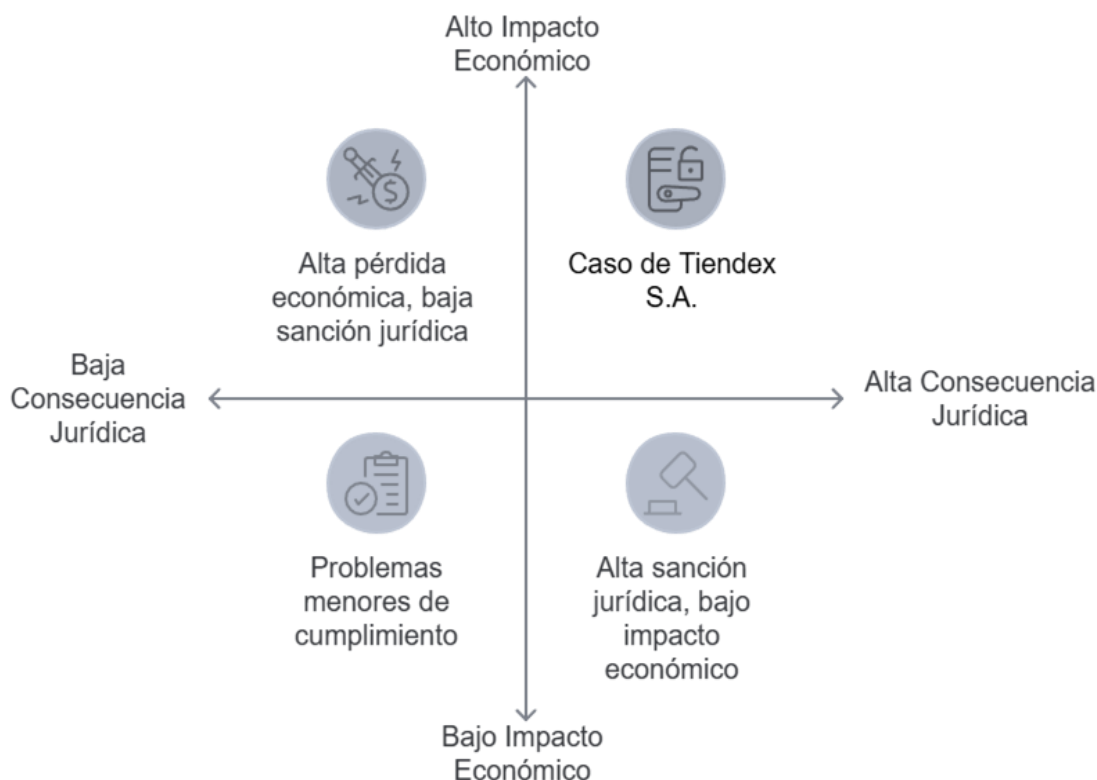 Alto Impacto
Económico
Alta pérdida
económica, baja
sanción jurídica
Caso de Tiendex
S.A.
Baja
Consecuencia
Jurídica
Alta Consecuencia
Jurídica
Problemas
menores de
cumplimiento
Alta sanción
jurídica, bajo
impacto
económico
Bajo Impacto
Económico